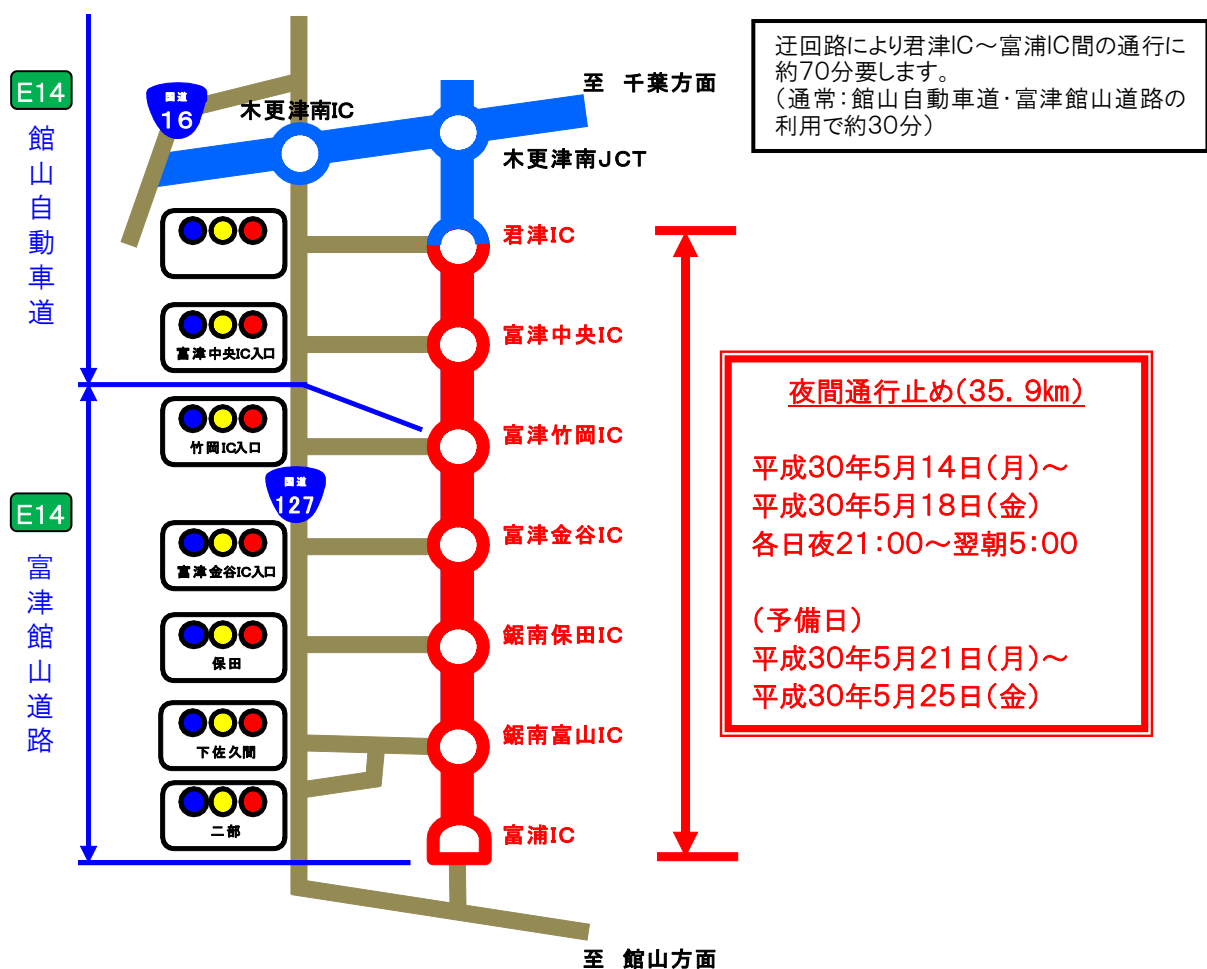 迂回路により君津IC～富浦IC間の通行に
約70分要します。
（通常：館山自動車道・富津館山道路の
利用で約30分）
E14
館山自動車道
国道
16
木更津南IC
至 千葉方面
木更津南JCT
君津IC
富津中央IC入口
富津中央IC
竹岡IC入口
富津竹岡IC
国道
127
E14
富津館山道路
富津金谷IC入口
富津金谷IC
保田
鋸南保田IC
下佐久間
鋸南富山IC
二部
富浦IC
至 館山方面
夜間通行止め（35．9㎞）
平成30年5月14日（月）～
平成30年5月18日（金）
各日夜21：00～翌朝5：00
（予備日）
平成30年5月21日（月）～
平成30年5月25日（金）